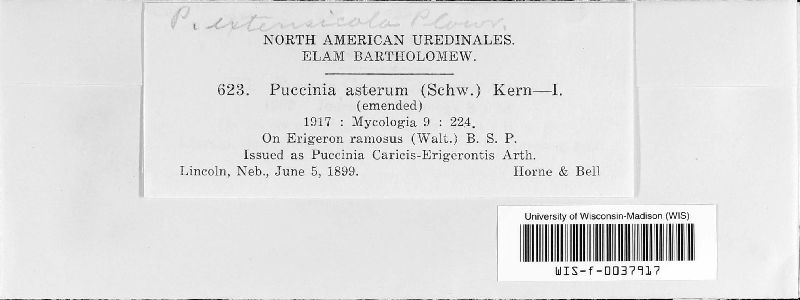 P. extensicola Plowr.
NORTH AMERICAN UREDINALES.
ELAM BARTHOLOMEW.
623. Puccinia asterum (Schw.) Kern—I.
(emended)
1917 : Mycologia 9 : 224.
On Erigeron ramosus (Walt.) B. S. P.
Issued as Puccinia Caricis-Erigerontis Arth.
Lincoln, Neb., June 5, 1899. Horne & Bell
University of Wisconsin-Madison (WIS)
WIS-f-0037917